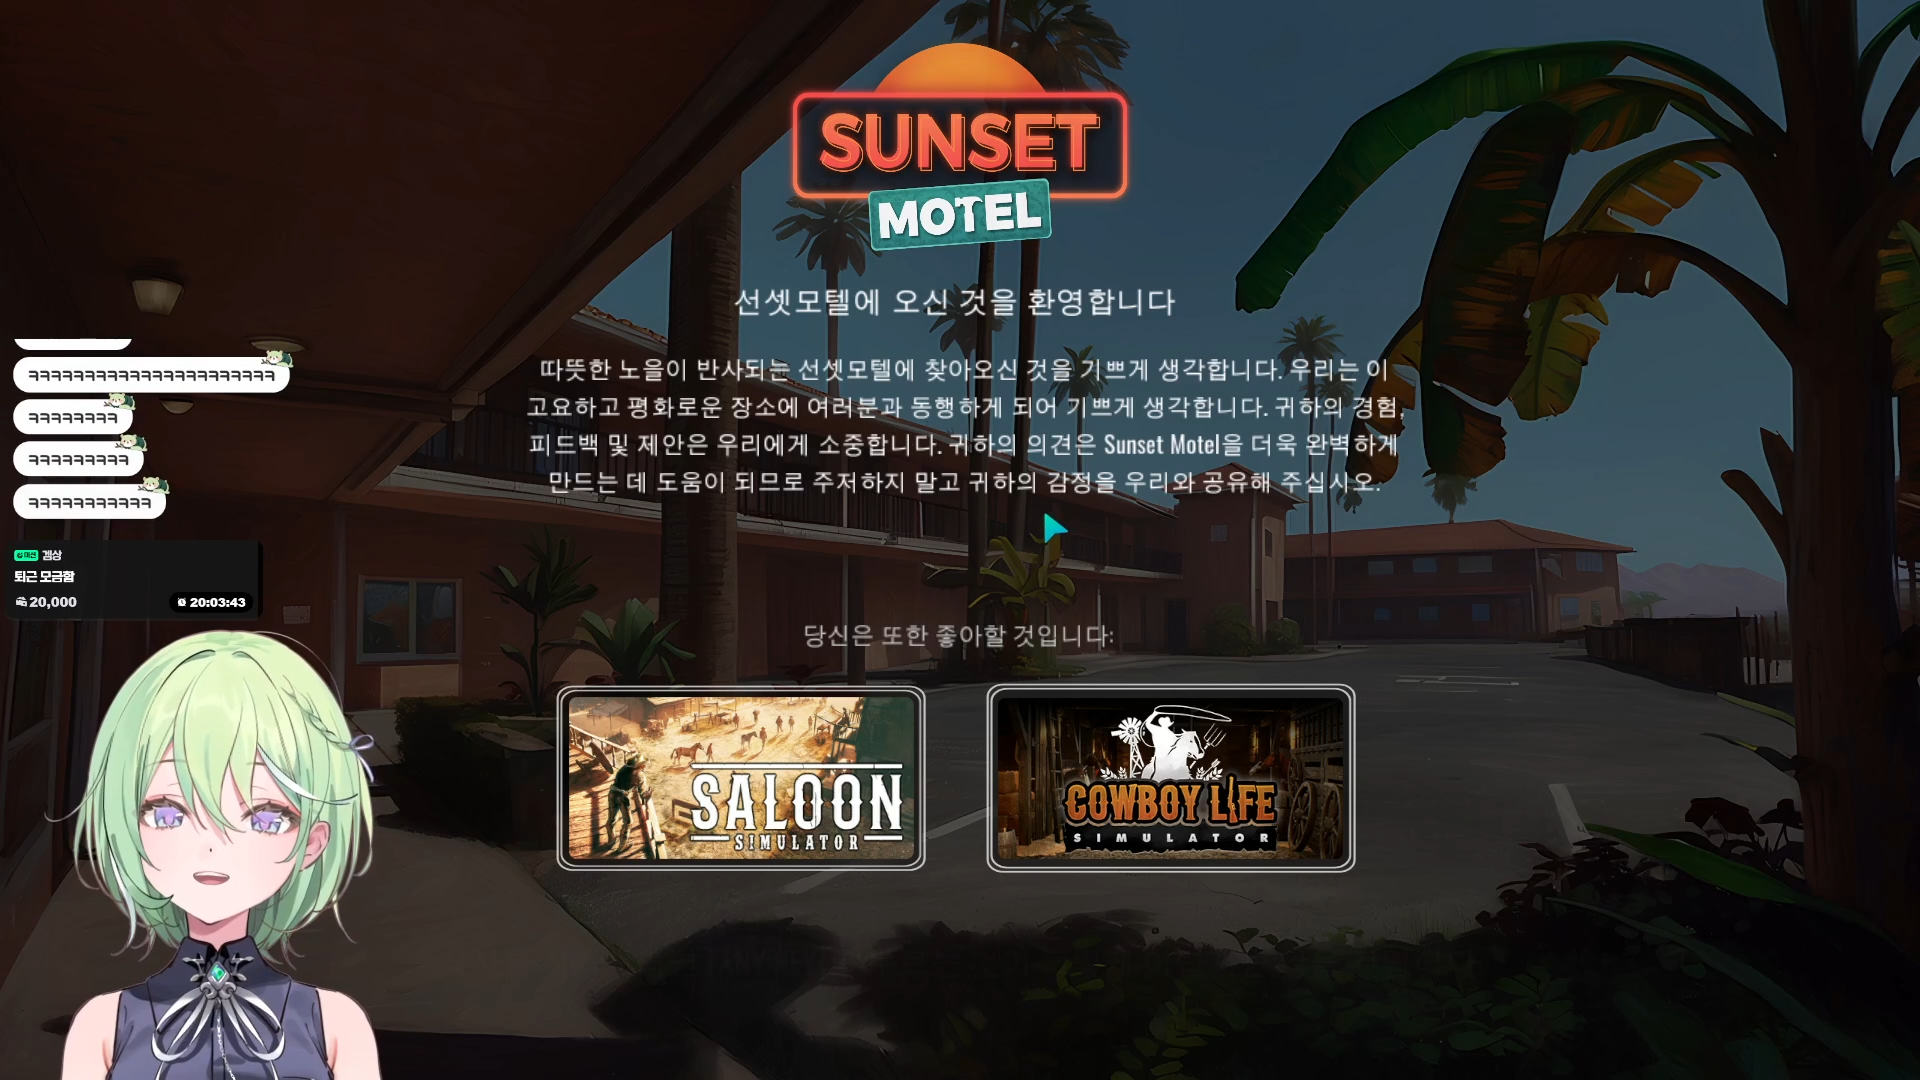 SUNSET
MOTEL
선셋모텔에 오신 것을 환영합니다
따뜻한 노을이 반사되는 선셋모텔에 찾아오신 것을 기쁘게 생각합니다. 우리는 이
고요하고 평화로운 장소에 여러분과 동행하게 되어 기쁘게 생각합니다. 귀하의 경험,
피드백 및 제안은 우리에게 소중합니다. 귀하의 의견은 Sunset Motel을 더욱 완벽하게
만드는 데 도움이 되므로 주저하지 말고 귀하의 감정을 우리와 공유해 주십시오.
ㅋㅋㅋㅋㅋㅋㅋㅋㅋㅋㅋㅋㅋㅋㅋㅋㅋㅋㅋㅋㅋㅋ
ㅋㅋㅋㅋㅋㅋㅋㅋ
ㅋㅋㅋㅋㅋㅋㅋㅋㅋ
ㅋㅋㅋㅋㅋㅋㅋㅋㅋㅋㅋ
미션 겜상
퇴근 모금함
20,000
20:03:43
당신은 또한 좋아할 것입니다:
SALOON
SIMULATOR
COWBOY LIFE
SIMULATOR